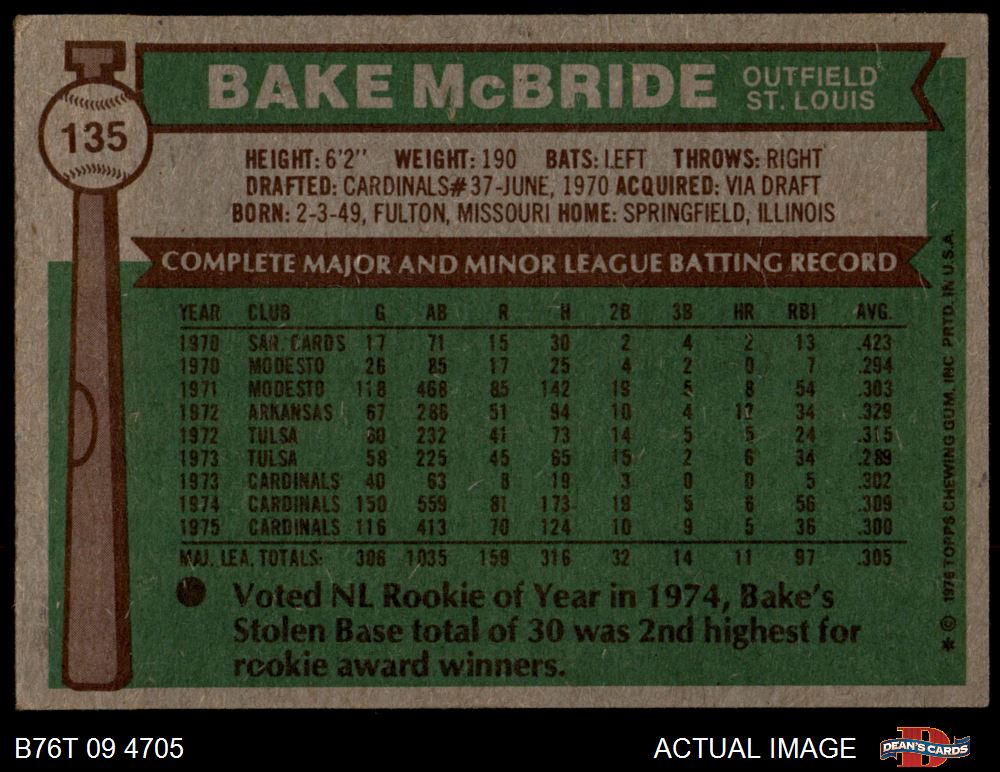 135
BAKE McBRIDE OUTFIELD ST. LOUIS
HEIGHT: 6'2" WEIGHT: 190 BATS: LEFT THROWS: RIGHT
DRAFTED: CARDINALS#37-JUNE, 1970 ACQUIRED: VIA DRAFT
BORN: 2-3-49, FULTON, MISSOURI HOME: SPRINGFIELD, ILLINOIS
COMPLETE MAJOR AND MINOR LEAGUE BATTING RECORD
YEAR CLUB G AB R H 2B 3B HR RBI AVG.
1970 SAR. CARDS 17 71 15 30 2 4 2 13 .423
1970 MODESTO 26 85 17 25 4 2 0 7 .294
1971 MODESTO 118 468 85 142 19 5 8 54 .303
1972 ARKANSAS 67 286 51 94 10 4 12 34 .329
1972 TULSA 60 232 41 73 14 5 5 24 .315
1973 TULSA 58 225 45 65 15 2 6 34 .289
1973 CARDINALS 40 63 8 19 3 0 0 5 .302
1974 CARDINALS 150 559 81 173 19 5 6 56 .309
1975 CARDINALS 116 413 70 124 10 9 5 36 .300
MAJ. LEA. TOTALS: 306 1035 159 316 32 14 11 97 .305
Voted NL Rookie of Year in 1974, Bake's
Stolen Base total of 30 was 2nd highest for
rookie award winners.
* © 1976 TOPPS CHEWING GUM, INC PRTD. IN U.S.A.
B76T 09 4705
ACTUAL IMAGE
D
DEAN'S CARDS